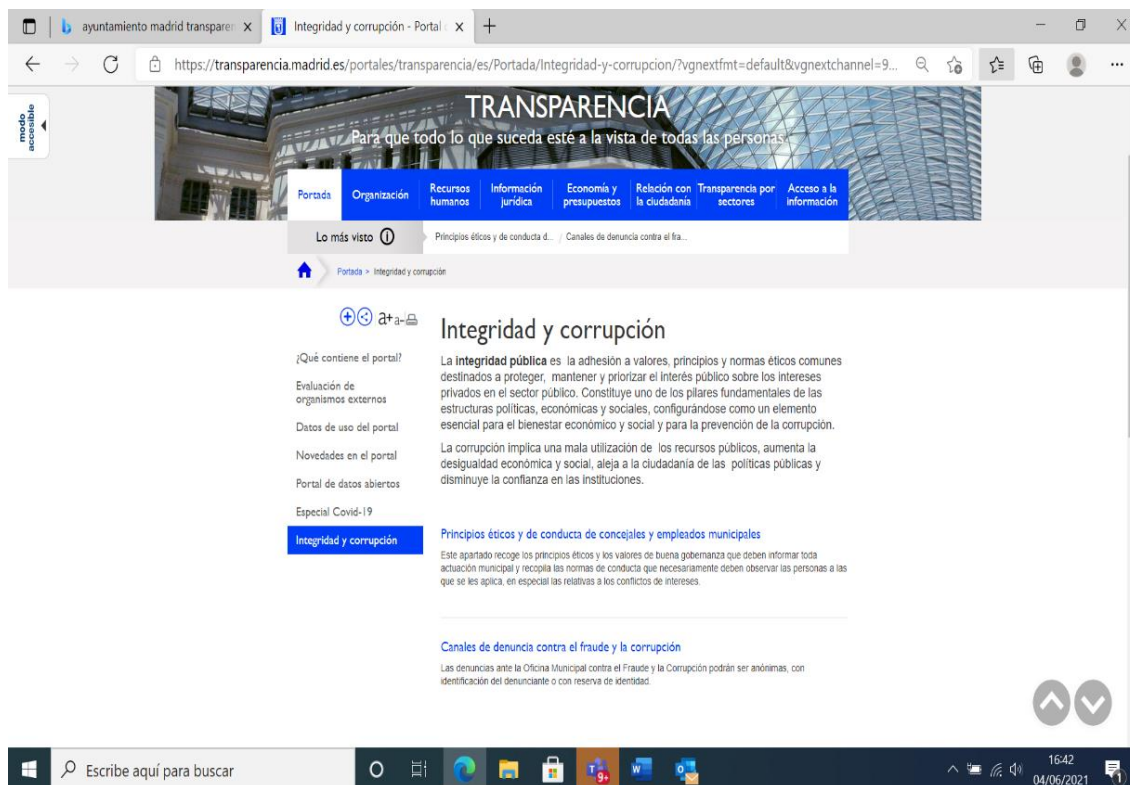 ayuntamiento madrid transparen
Integridad y corrupción - Portal
https://transparencia.madrid.es/portales/transparencia/es/Portada/Integridad-y-corrupcion/?vgnextfmt=default&vgnextchannel=9...
modo
accesible
TRANSPARENCIA
Para que todo lo que suceda esté a la vista de todas las personas.
Portada
Organización
Recursos
humanos
Información
jurídica
Economía y
presupuestos
Relación con
la ciudadanía
Transparencia por
sectores
Acceso a la
información
Lo más visto
Principios éticos y de conducta d... / Canales de denuncia contra el fra...
Portada > Integridad y corrupción
a+ a-
¿Qué contiene el portal?
Evaluación de
organismos externos
Datos de uso del portal
Novedades en el portal
Portal de datos abiertos
Especial Covid-19
Integridad y corrupción
Integridad y corrupción
La integridad pública es la adhesión a valores, principios y normas éticos comunes
destinados a proteger, mantener y priorizar el interés público sobre los intereses
privados en el sector público. Constituye uno de los pilares fundamentales de las
estructuras políticas, económicas y sociales, configurándose como un elemento
esencial para el bienestar económico y social y para la prevención de la corrupción.
La corrupción implica una mala utilización de los recursos públicos, aumenta la
desigualdad económica y social, aleja a la ciudadanía de las políticas públicas y
disminuye la confianza en las instituciones.
Principios éticos y de conducta de concejales y empleados municipales
Este apartado recoge los principios éticos y los valores de buena gobernanza que deben informar toda
actuación municipal y recopila las normas de conducta que necesariamente deben observar las personas a las
que se les aplica, en especial las relativas a los conflictos de intereses.
Canales de denuncia contra el fraude y la corrupción
Las denuncias ante la Oficina Municipal contra el Fraude y la Corrupción podrán ser anónimas, con
identificación del denunciante o con reserva de identidad.
Escribe aquí para buscar
9+
16:42
04/06/2021
1